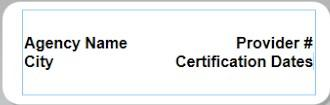 Agency Name Provider #
City Certification Dates